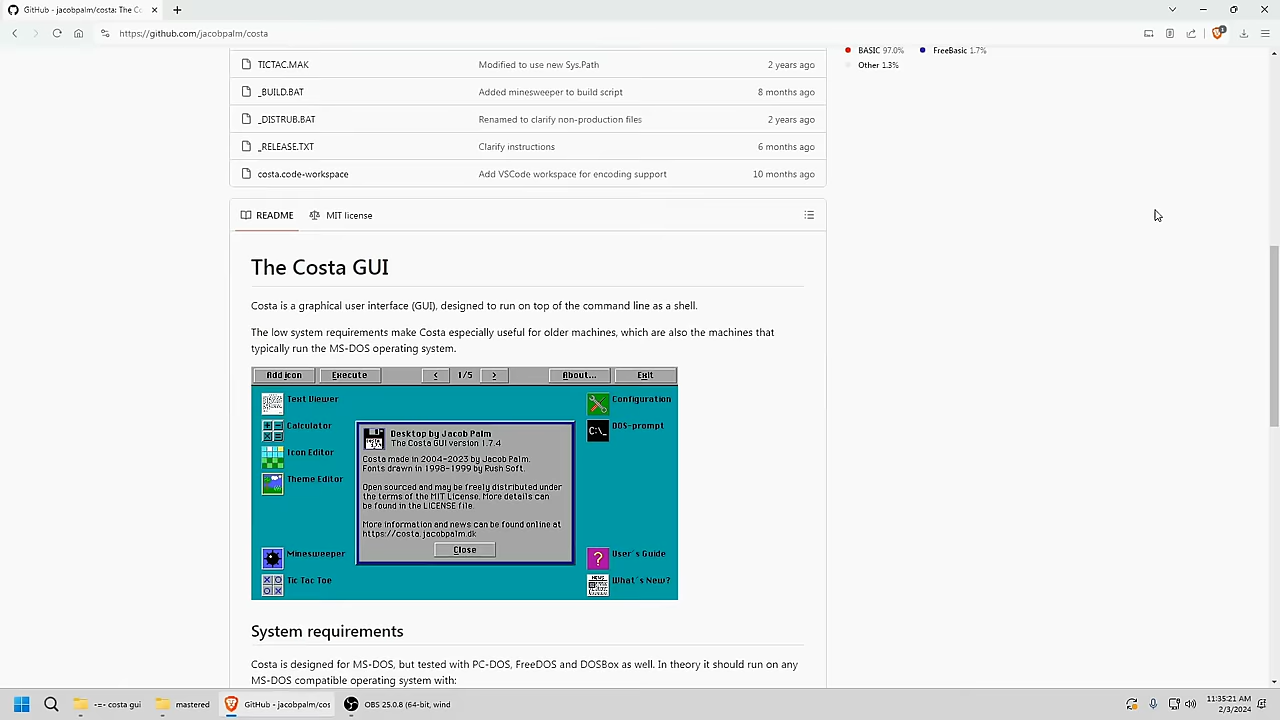 GitHub - jacobpalm/costa: The Co
https://github.com/jacobpalm/costa
BASIC 97.0% FreeBasic 1.7%
Other 1.3%
TICTAC.MAK Modified to use new Sys.Path 2 years ago
_BUILD.BAT Added minesweeper to build script 8 months ago
_DISTRUB.BAT Renamed to clarify non-production files 2 years ago
_RELEASE.TXT Clarify instructions 6 months ago
costa.code-workspace Add VSCode workspace for encoding support 10 months ago
README MIT license
The Costa GUI
Costa is a graphical user interface (GUI), designed to run on top of the command line as a shell.
The low system requirements make Costa especially useful for older machines, which are also the machines that
typically run the MS-DOS operating system.
Add icon Execute < 1/5 > About... Exit
Text Viewer
Calculator
Icon Editor
Theme Editor
Minesweeper
Tic Tac Toe
Desktop by Jacob Palm
The Costa GUI version 1.7.4
Costa made in 2004-2023 by Jacob Palm.
Fonts drawn in 1996-1999 by Rush Soft.
Open sourced and may be freely distributed under
the terms of the MIT License. More details can
be found in the LICENSE file.
More information and news can be found online at
https://costa.jacobpalm.dk
Close
Configuration
C:\_ DOS-prompt
? User's Guide
What's New?
System requirements
Costa is designed for MS-DOS, but tested with PC-DOS, FreeDOS and DOSBox as well. In theory it should run on any
MS-DOS compatible operating system with:
-=- costa gui mastered GitHub - jacobpalm/cos OBS 25.0.8 (64-bit, wind
11:35:21 AM
2/3/2024